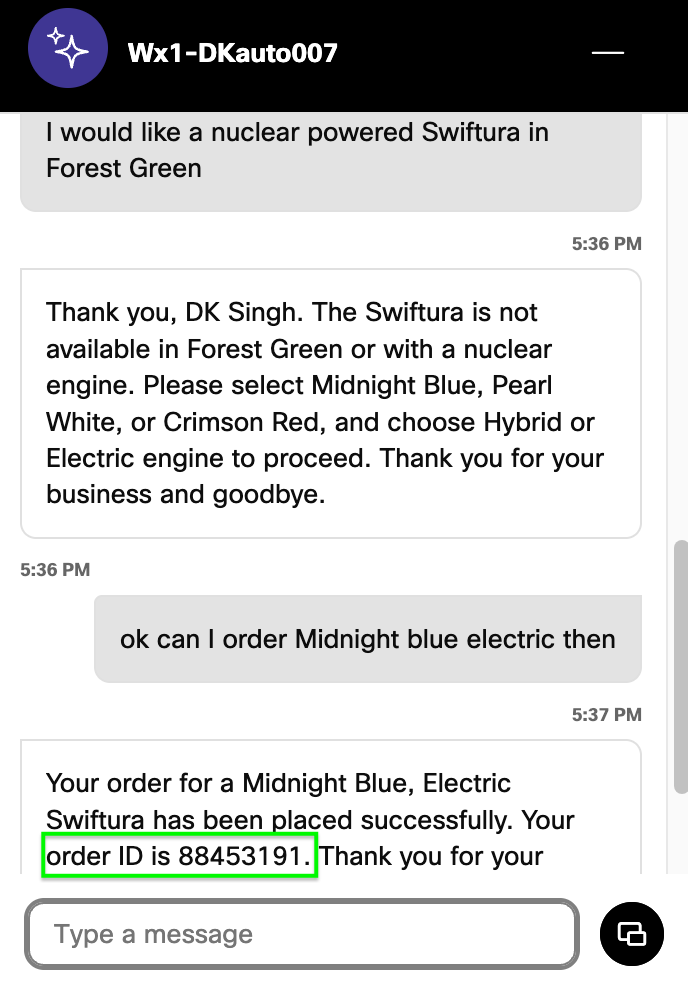 Wx1-DKauto007
I would like a nuclear powered Swiftura in
Forest Green
5:36 PM
Thank you, DK Singh. The Swiftura is not
available in Forest Green or with a nuclear
engine. Please select Midnight Blue, Pearl
White, or Crimson Red, and choose Hybrid or
Electric engine to proceed. Thank you for your
business and goodbye.
5:36 PM
ok can I order Midnight blue electric then
5:37 PM
Your order for a Midnight Blue, Electric
Swiftura has been placed successfully. Your
order ID is 88453191. Thank you for your
Type a message